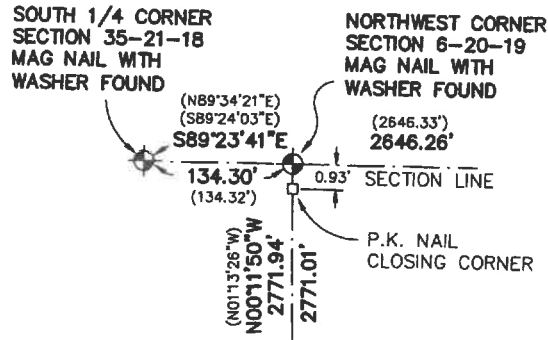 SOUTH 1/4 CORNER
SECTION 35-21-18
MAG NAIL WITH
WASHER FOUND
NORTHWEST CORNER
SECTION 6-20-19
MAG NAIL WITH
WASHER FOUND
(N89°34'21"E)
(S89°24'03"E)
S89°23'41"E
134.30'
(134.32')
(2646.33')
2646.26'
0.93'
SECTION LINE
P.K. NAIL
CLOSING CORNER
(N01°13'26"W)
N00°11'50"W
2771.94'
2771.01'